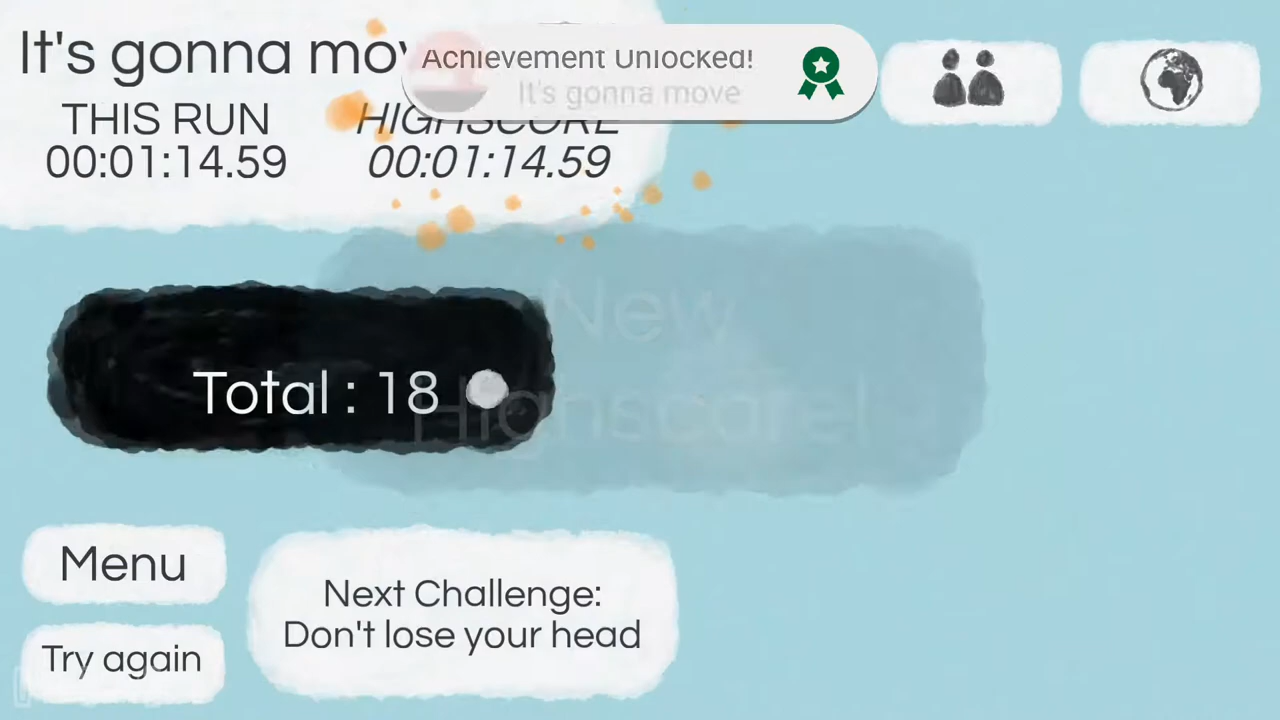 It's gonna mov
Achievement Unlocked!
It's gonna move
THIS RUN
HIGHSCORE
00:01:14.59
00:01:14.59
New
Highscore!
Total : 18
Menu
Try again
Next Challenge:
Don't lose your head